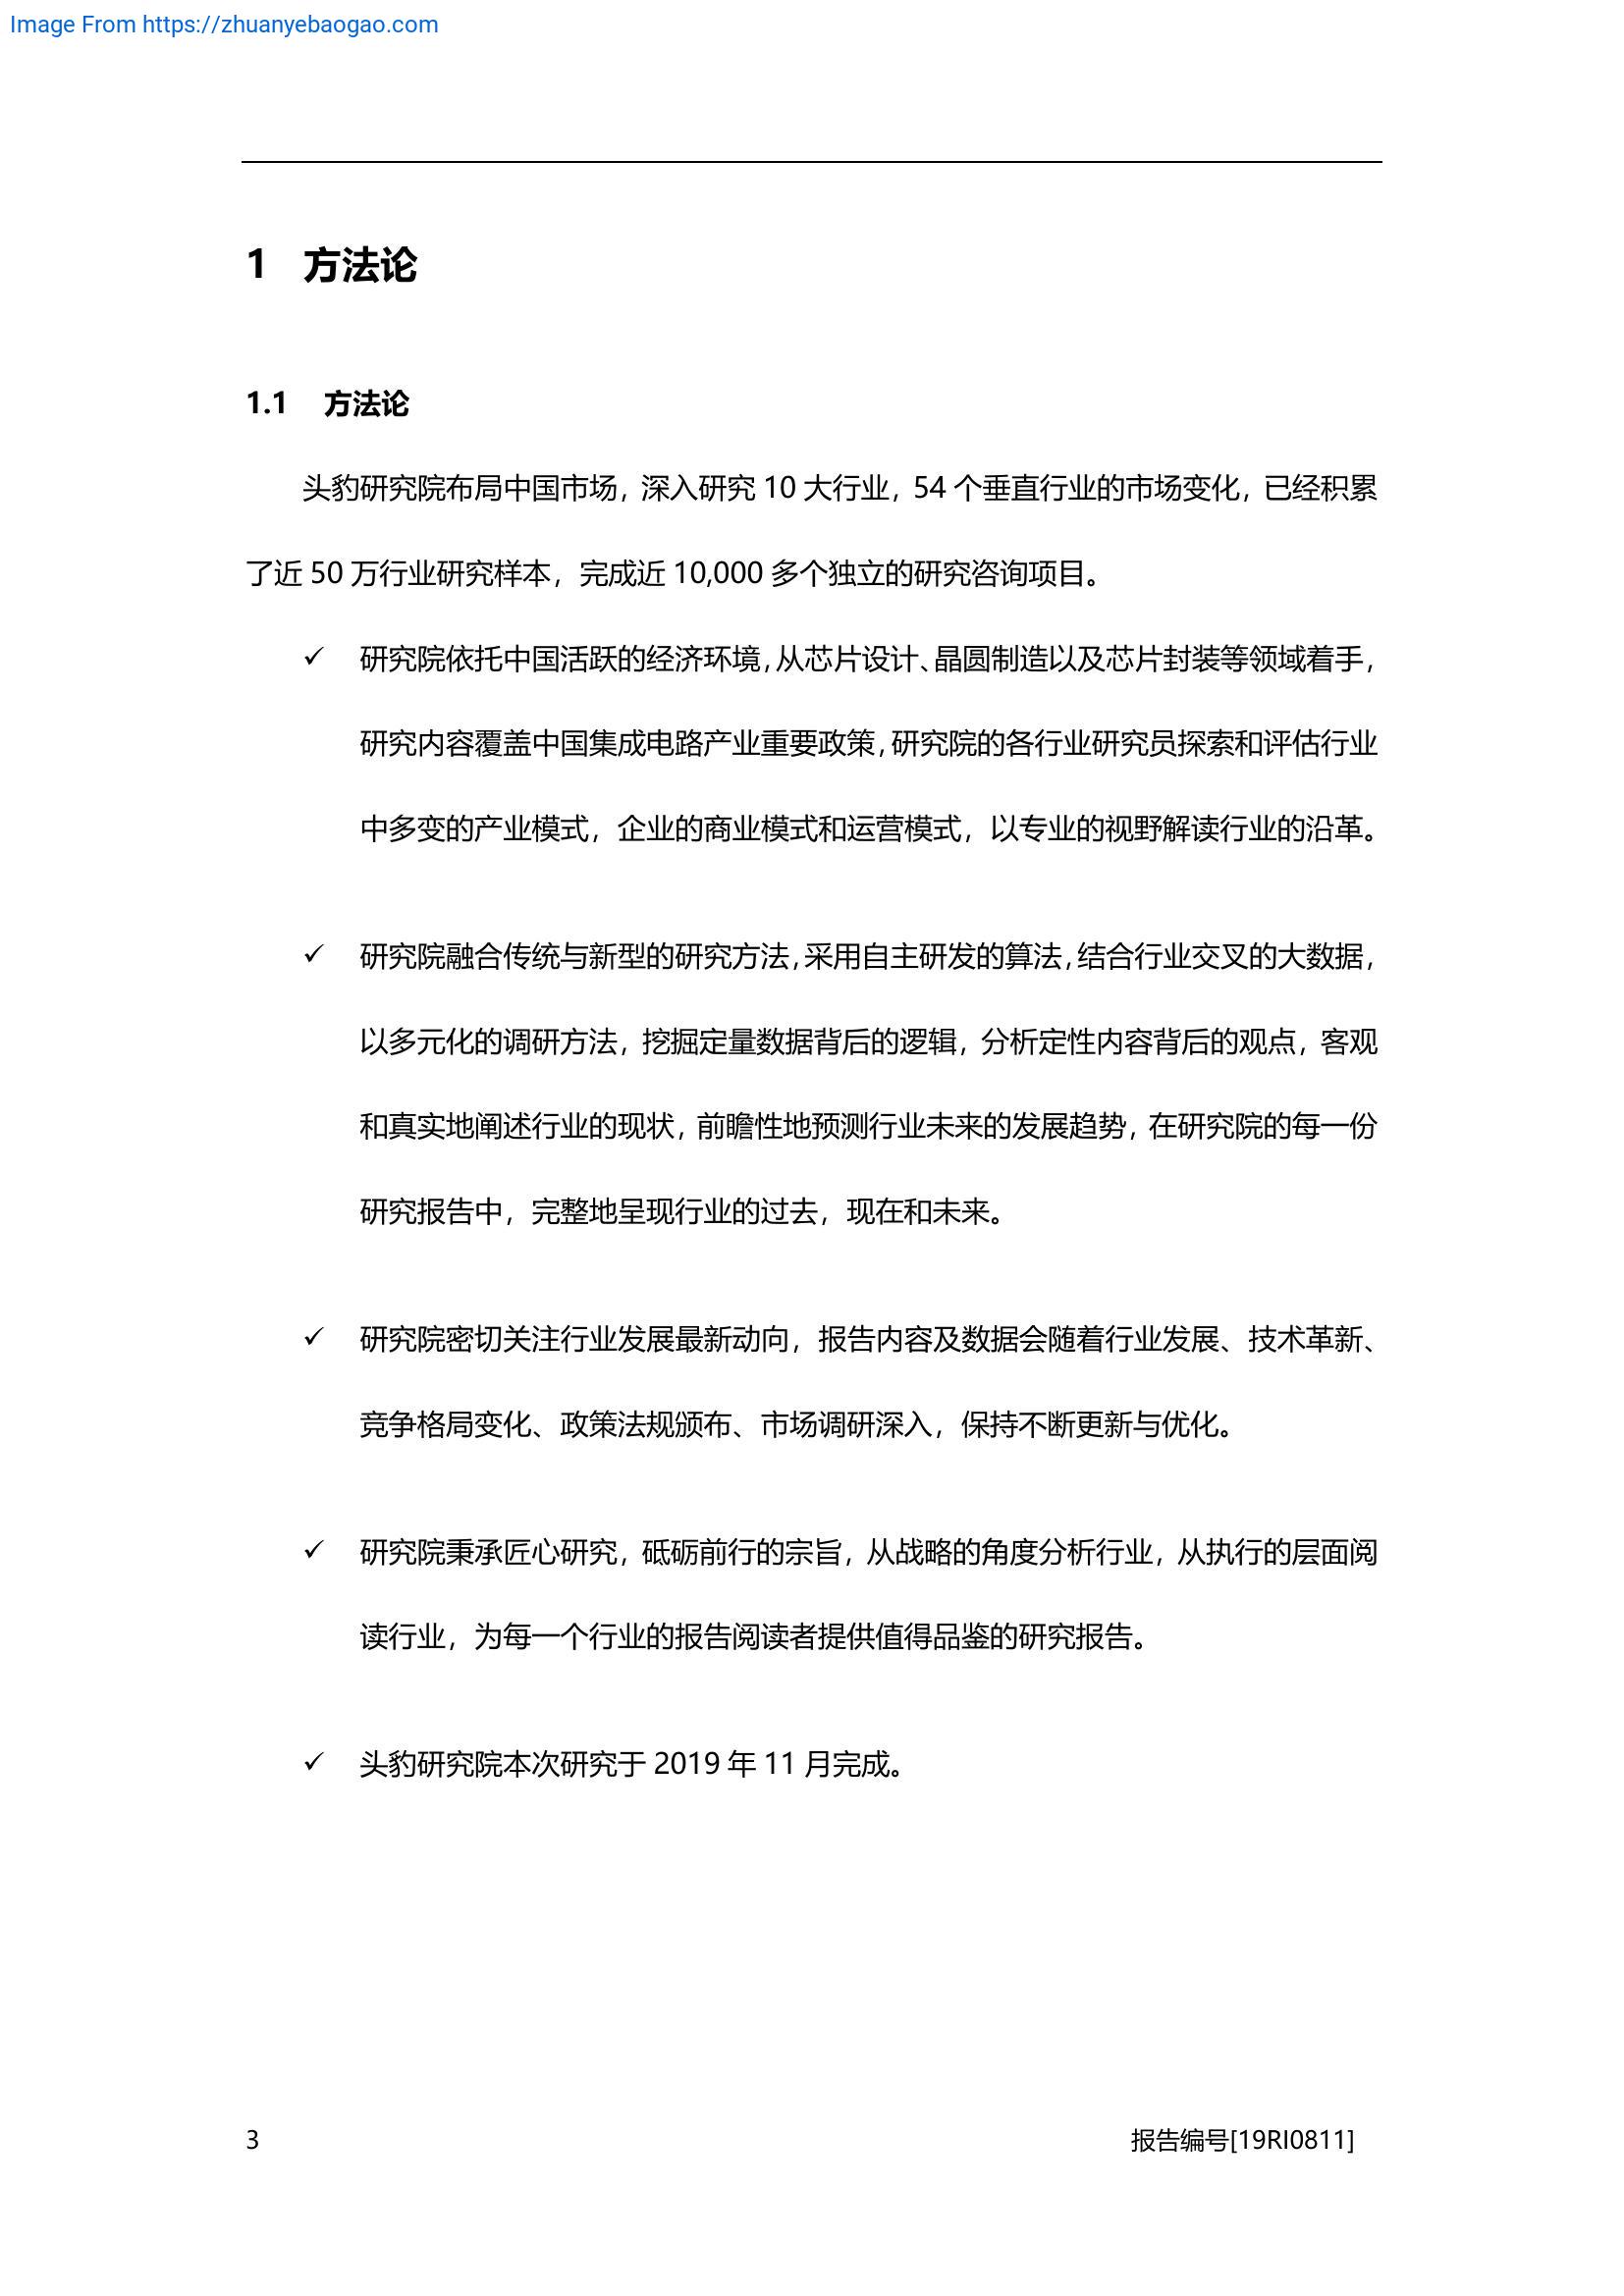 Image From https://zhuanyebaogao.com
1 方法论
1.1 方法论
头豹研究院布局中国市场，深入研究 10 大行业，54 个垂直行业的市场变化，已经积累
了近 50 万行业研究样本，完成近 10,000 多个独立的研究咨询项目。
✓ 研究院依托中国活跃的经济环境，从芯片设计、晶圆制造以及芯片封装等领域着手，
研究内容覆盖中国集成电路产业重要政策，研究院的各行业研究员探索和评估行业
中多变的产业模式，企业的商业模式和运营模式，以专业的视野解读行业的沿革。
✓ 研究院融合传统与新型的研究方法，采用自主研发的算法，结合行业交叉的大数据，
以多元化的调研方法，挖掘定量数据背后的逻辑，分析定性内容背后的观点，客观
和真实地阐述行业的现状，前瞻性地预测行业未来的发展趋势，在研究院的每一份
研究报告中，完整地呈现行业的过去，现在和未来。
✓ 研究院密切关注行业发展最新动向，报告内容及数据会随着行业发展、技术革新、
竞争格局变化、政策法规颁布、市场调研深入，保持不断更新与优化。
✓ 研究院秉承匠心研究，砥砺前行的宗旨，从战略的角度分析行业，从执行的层面阅
读行业，为每一个行业的报告阅读者提供值得品鉴的研究报告。
✓ 头豹研究院本次研究于 2019 年 11 月完成。
3 报告编号[19RI0811]